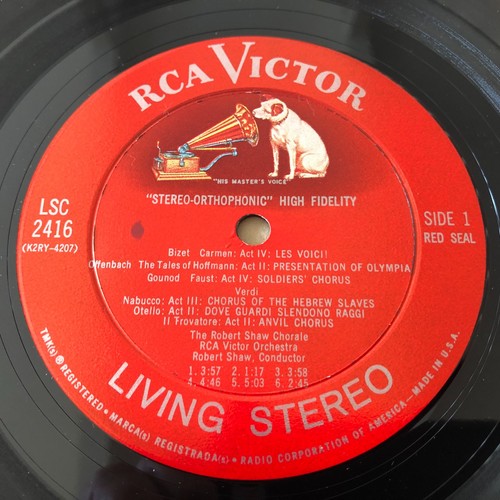 RCA VICTOR
"HIS MASTER'S VOICE"
"STEREO-ORTHOPHONIC" HIGH FIDELITY
LSC
2416
(K2RY-4207)
SIDE 1
RED SEAL
Bizet Carmen: Act IV: LES VOICI!
Offenbach The Tales of Hoffmann: Act II: PRESENTATION OF OLYMPIA
Gounod Faust: Act IV: SOLDIERS' CHORUS
Verdi
Nabucco: Act III: CHORUS OF THE HEBREW SLAVES
Otello: Act II: DOVE GUARDI SLENDONO RAGGI
Il Trovatore: Act II: ANVIL CHORUS
The Robert Shaw Chorale
RCA Victor Orchestra
Robert Shaw, Conductor
1. 3:57 2. 1:17 3. 3:58
4. 4:46 5. 5:03 6. 2:45
LIVING STEREO
TMK(s) ® REGISTERED • MARCA(s) REGISTRADA(s) • RADIO CORPORATION OF AMERICA—MADE IN U.S.A.